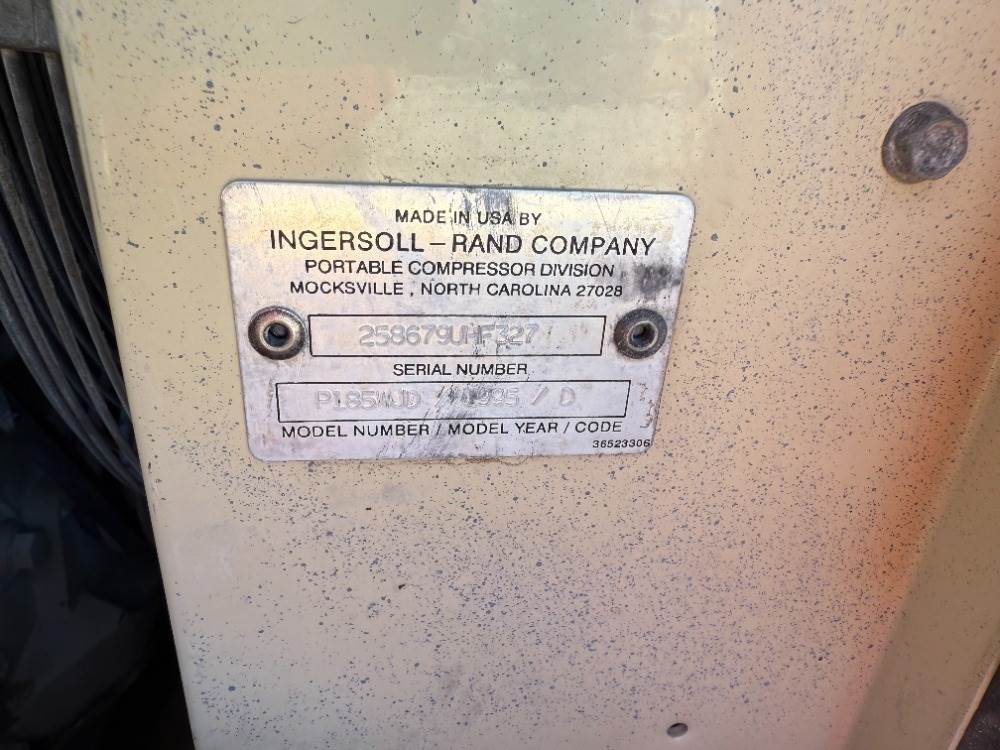 MADE IN USA BY
INGERSOLL – RAND COMPANY
PORTABLE COMPRESSOR DIVISION
MOCKSVILLE , NORTH CAROLINA 27028
258679UHF327
SERIAL NUMBER
P185WJD / 1995 / D
MODEL NUMBER / MODEL YEAR / CODE
36523306